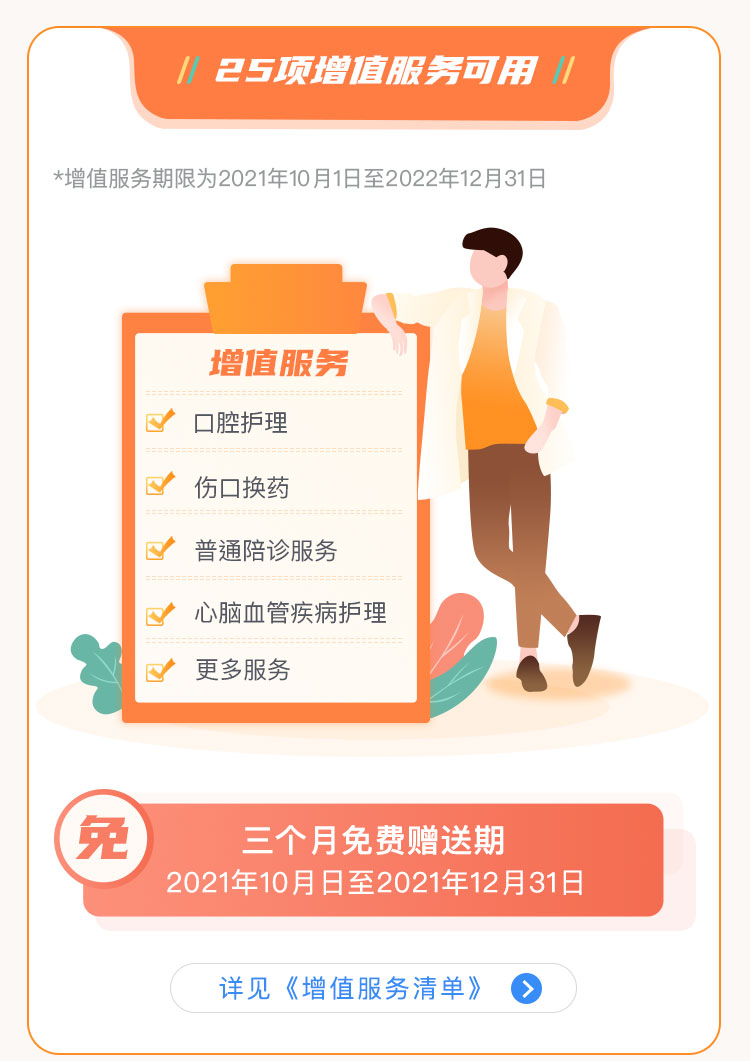 25项增值服务可用
*增值服务期限为2021年10月1日至2022年12月31日
增值服务
口腔护理
伤口换药
普通陪诊服务
心脑血管疾病护理
更多服务
免
三个月免费赠送期
2021年10月日至2021年12月31日
详见《增值服务清单》